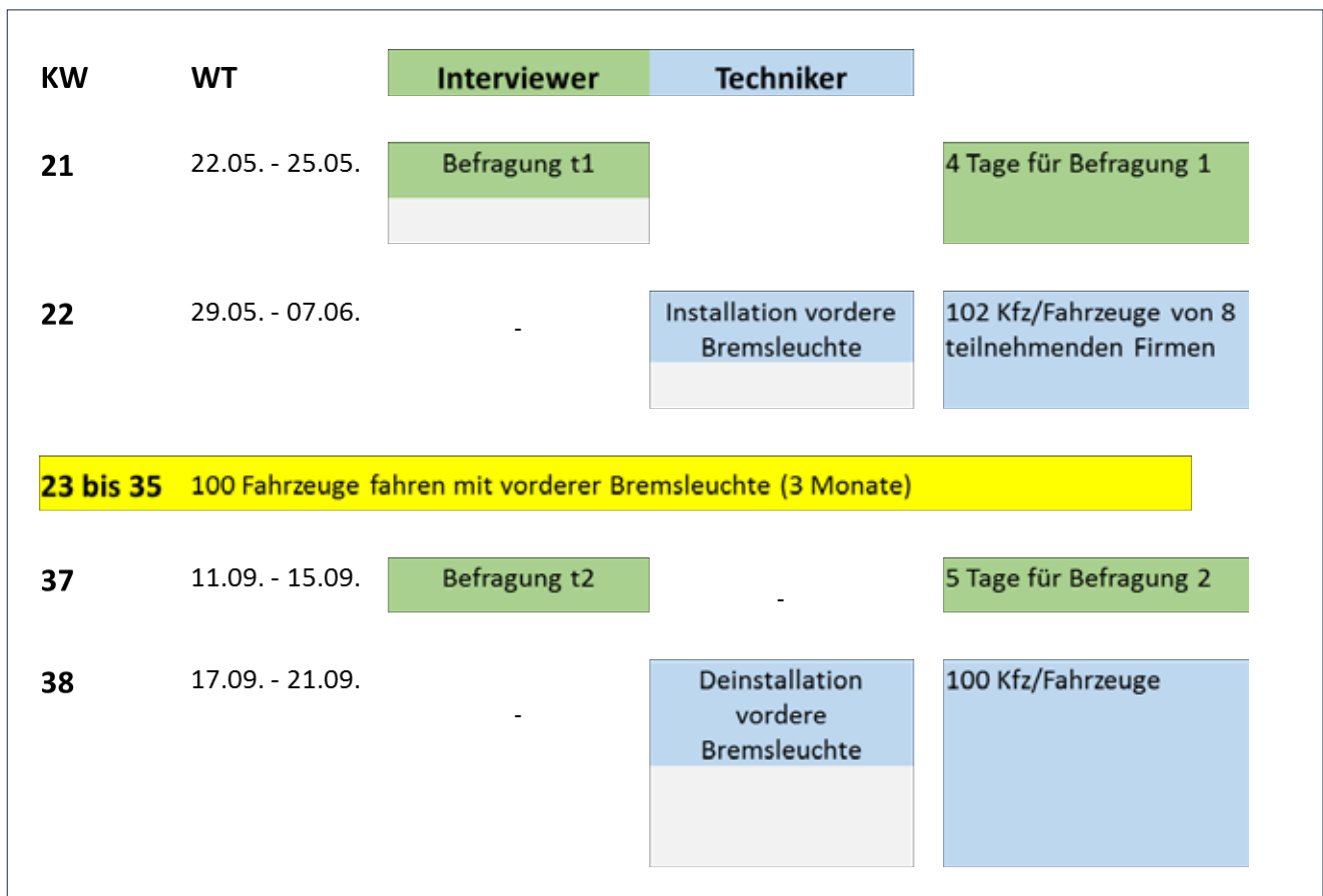 KW WT Interviewer Techniker
21 22.05. - 25.05. Befragung t1 4 Tage für Befragung 1
22 29.05. - 07.06. - Installation vordere 102 Kfz/Fahrzeuge von 8
Bremsleuchte teilnehmenden Firmen
23 bis 35 100 Fahrzeuge fahren mit vorderer Bremsleuchte (3 Monate)
37 11.09. - 15.09. Befragung t2 - 5 Tage für Befragung 2
38 17.09. - 21.09. - Deinstallation 100 Kfz/Fahrzeuge
vordere
Bremsleuchte